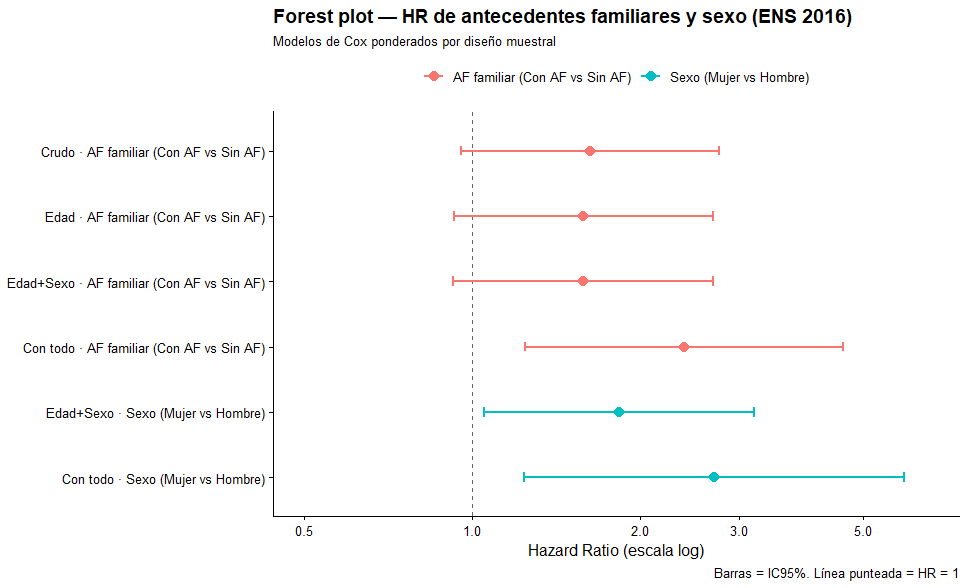 Forest plot — HR de antecedentes familiares y sexo (ENS 2016)
Modelos de Cox ponderados por diseño muestral
AF familiar (Con AF vs Sin AF) Sexo (Mujer vs Hombre)
Crudo · AF familiar (Con AF vs Sin AF)
Edad · AF familiar (Con AF vs Sin AF)
Edad+Sexo · AF familiar (Con AF vs Sin AF)
Con todo · AF familiar (Con AF vs Sin AF)
Edad+Sexo · Sexo (Mujer vs Hombre)
Con todo · Sexo (Mujer vs Hombre)
0.5 1.0 2.0 3.0 5.0
Hazard Ratio (escala log)
Barras = IC95%. Línea punteada = HR = 1